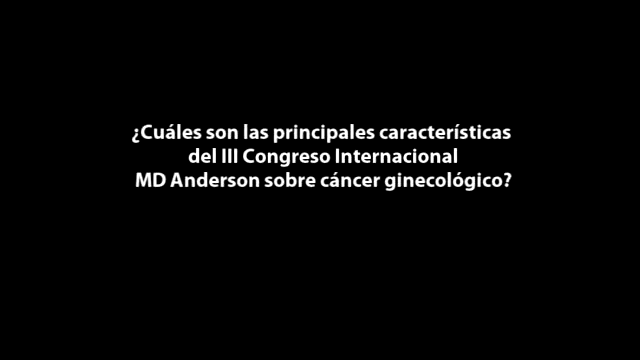 ¿Cuáles son las principales características
del III Congreso Internacional
MD Anderson sobre cáncer ginecológico?